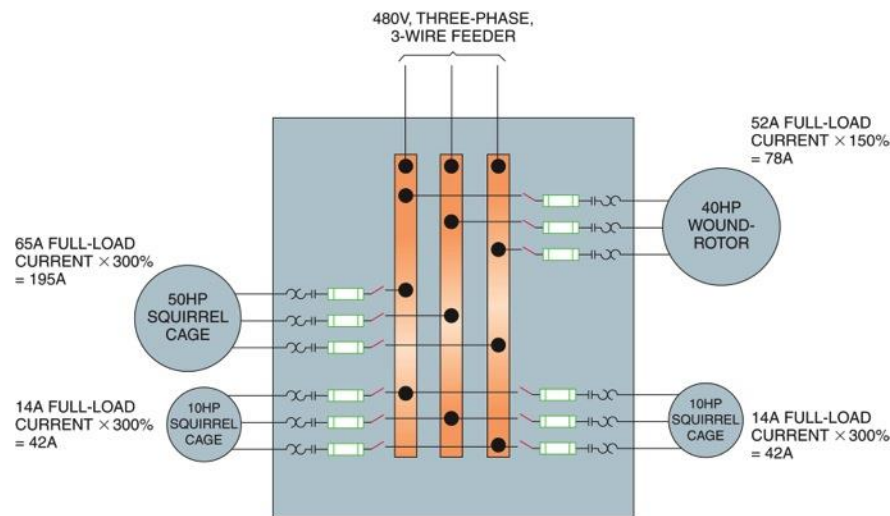 480V, THREE-PHASE,
3-WIRE FEEDER
52A FULL-LOAD
CURRENT × 150%
= 78A
40HP
WOUND-
ROTOR
65A FULL-LOAD
CURRENT × 300%
= 195A
50HP
SQUIRREL
CAGE
14A FULL-LOAD
CURRENT × 300%
= 42A
10HP
SQUIRREL
CAGE
10HP
SQUIRREL
CAGE
14A FULL-LOAD
CURRENT × 300%
= 42A